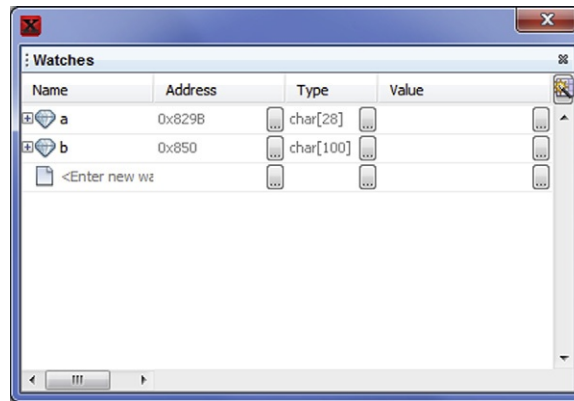 Watches
Name Address Type Value
a 0x829B ... char[28] ... ...
b 0x850 ... char[100] ... ...
<Enter new wa ... ... ...